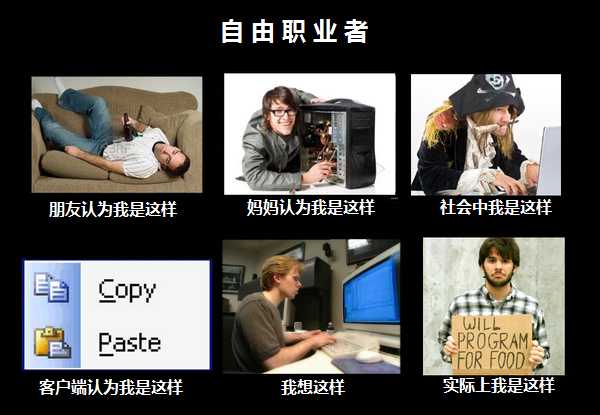 自由职业者
朋友认为我是这样
妈妈认为我是这样
社会中我是这样
Copy
Paste
客户端认为我是这样
我想这样
WILL
PROGRAM
FOR FOOD
实际上我是这样